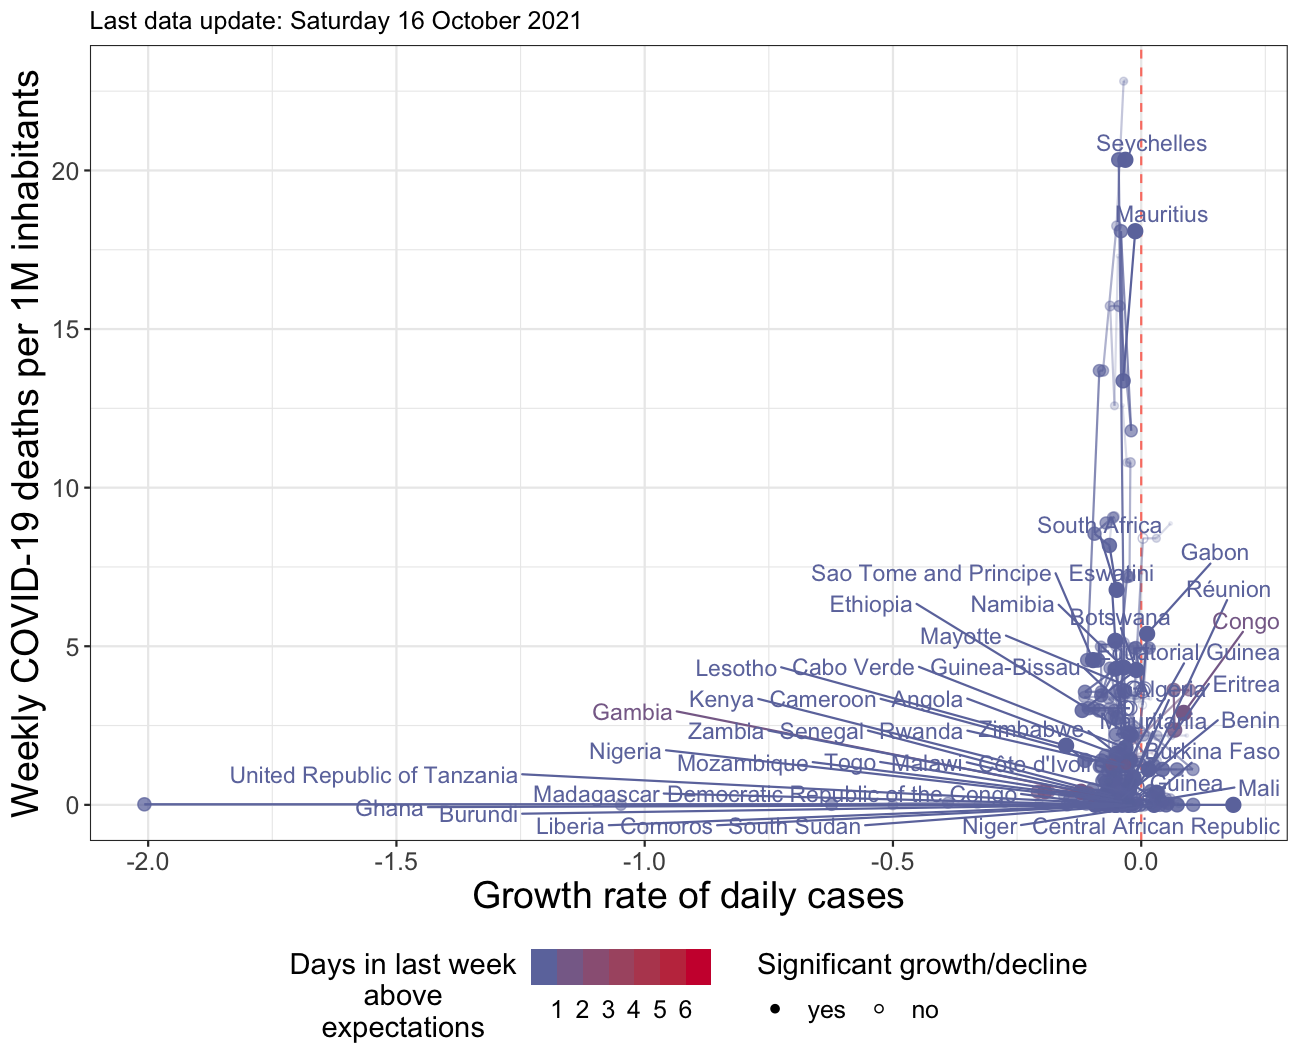 Last data update: Saturday 16 October 2021
Weekly COVID-19 deaths per 1M inhabitants
20
15
10
5
0
Seychelles
Mauritius
South Africa
Gabon
Sao Tome and Principe
Eswatini
Réunion
Ethiopia
Namibia
Botswana
Congo
Mayotte
Equatorial Guinea
Lesotho
Cabo Verde
Guinea-Bissau
Algeria
Eritrea
Kenya
Cameroon
Angola
Gambia
Mauritania
Benin
Zambia
Senegal
Rwanda
Zimbabwe
Nigeria
Mozambique
Togo
Malawi
Côte d'Ivoire
Burkina Faso
United Republic of Tanzania
Guinea
Mali
Madagascar
Democratic Republic of the Congo
Ghana
Burundi
Liberia
Comoros
South Sudan
Niger
Central African Republic
-2.0
-1.5
-1.0
-0.5
0.0
Growth rate of daily cases
Days in last week
above
expectations
1 2 3 4 5 6
Significant growth/decline
yes
no